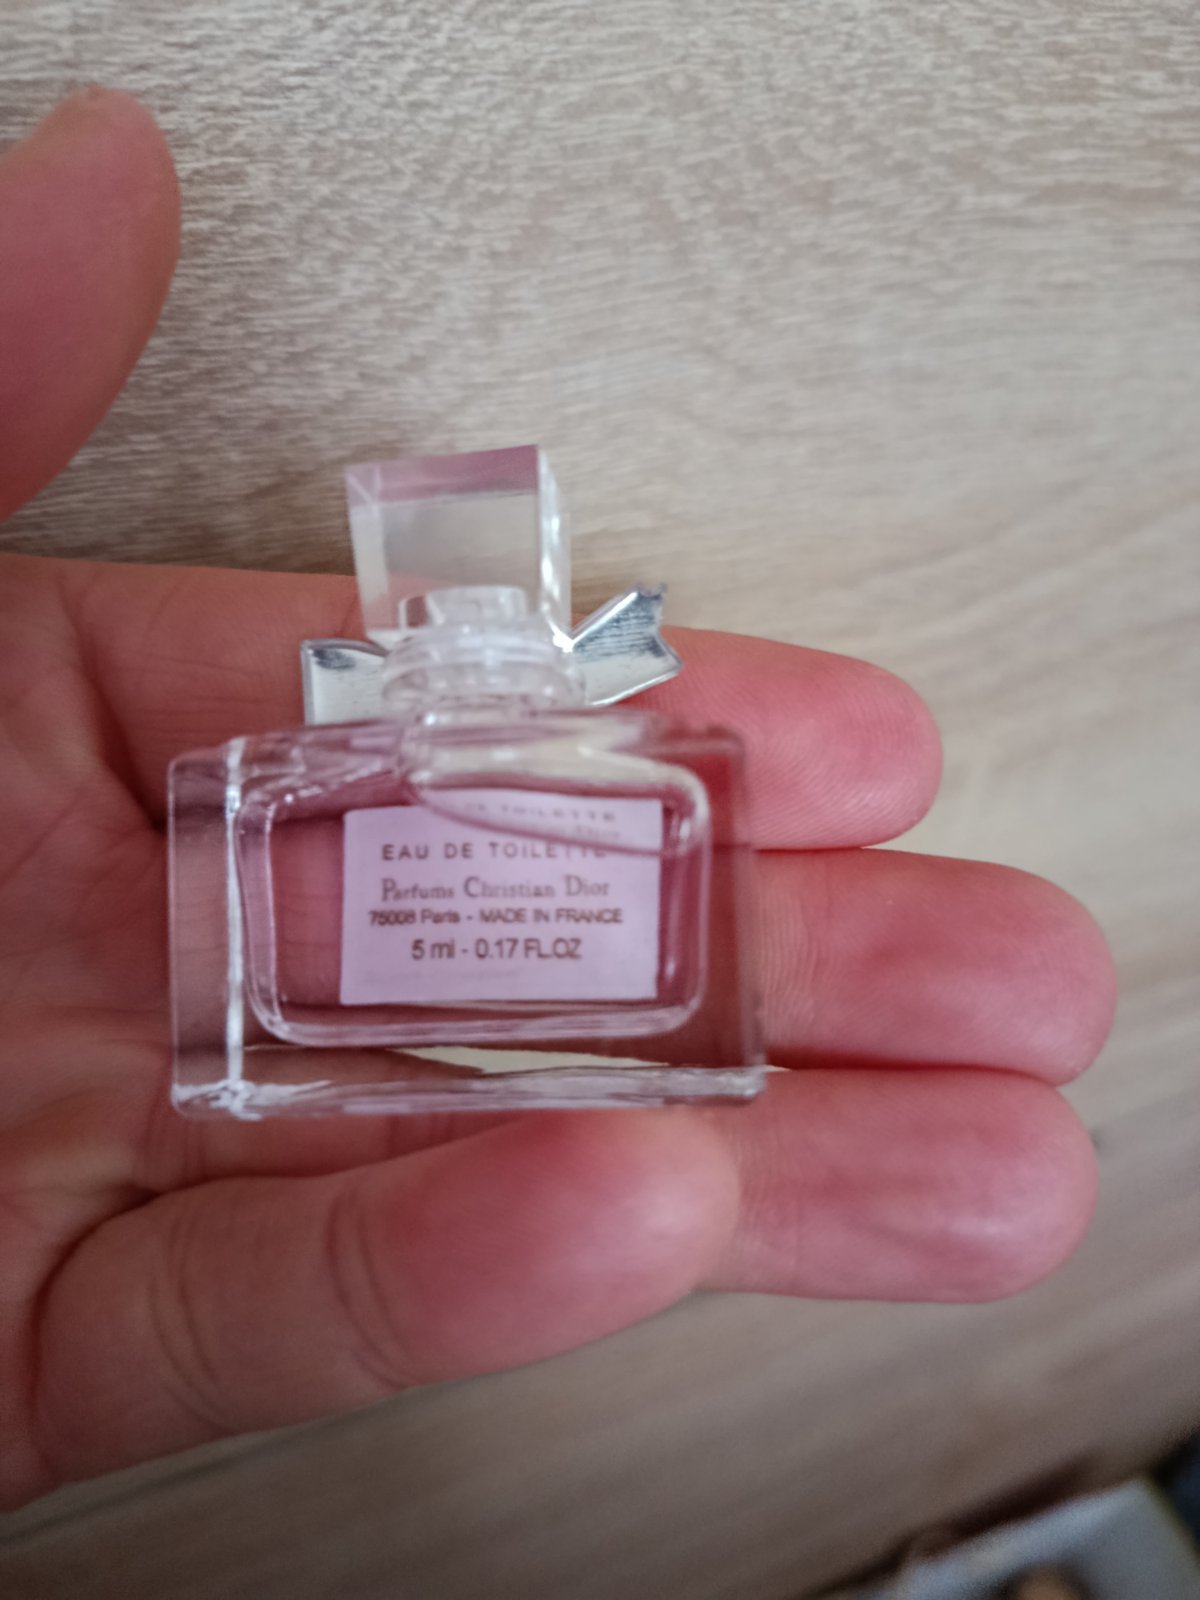 EAU DE TOILETTE
Parfums Christian Dior
75008 Paris - MADE IN FRANCE
5 ml - 0.17 FL.OZ